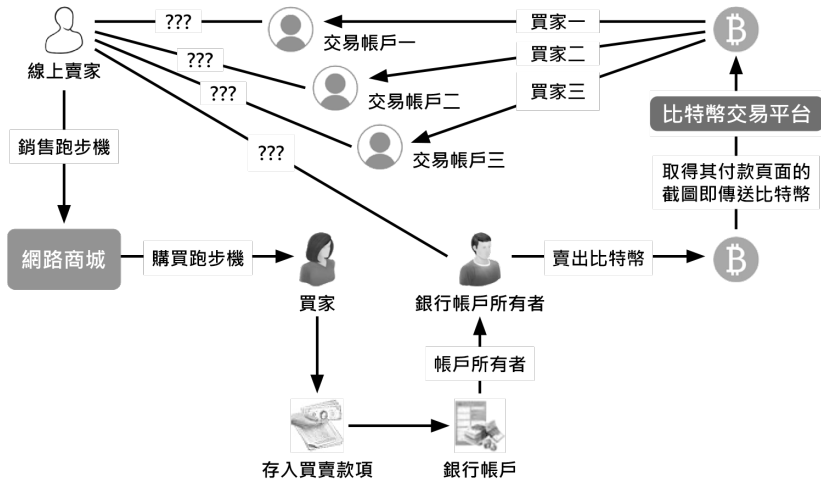 ???
買家一
交易帳戶一
線上賣家
???
買家二
???
交易帳戶二
買家三
比特幣交易平台
銷售跑步機
???
交易帳戶三
取得其付款頁面的
截圖即傳送比特幣
網路商城
購買跑步機
賣出比特幣
買家
銀行帳戶所有者
帳戶所有者
存入買賣款項
銀行帳戶